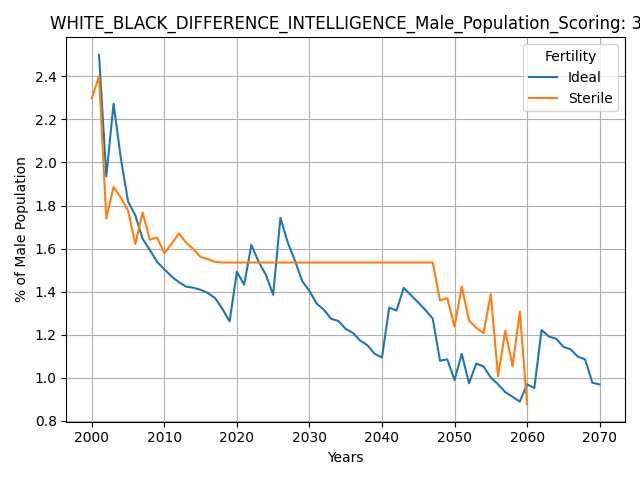 WHITE_BLACK_DIFFERENCE_INTELLIGENCE_Male_Population_Scoring: 3
Fertility
Ideal
Sterile
% of Male Population
2.4
2.2
2.0
1.8
1.6
1.4
1.2
1.0
0.8
2000 2010 2020 2030 2040 2050 2060 2070
Years